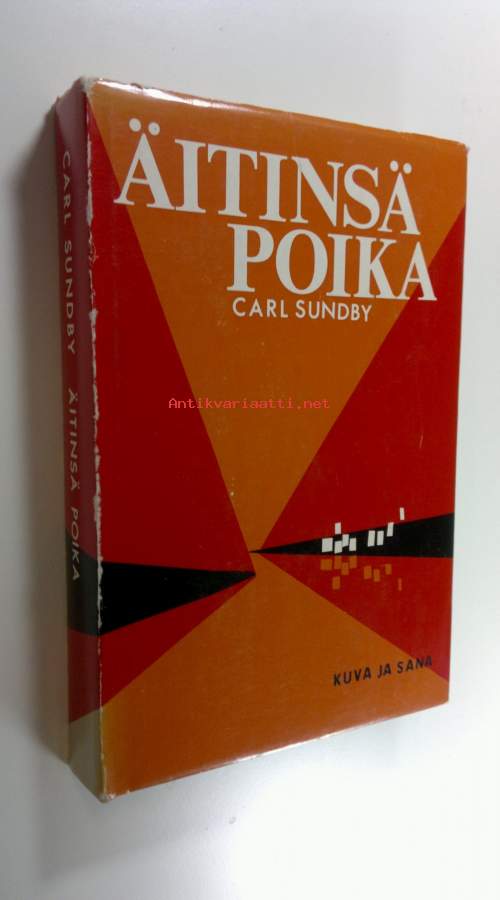 ÄITINSÄ
POIKA
CARL SUNDBY
Antikvariaatti.net
KUVA JA SANA
CARL SUNDBY ÄITINSÄ POIKA